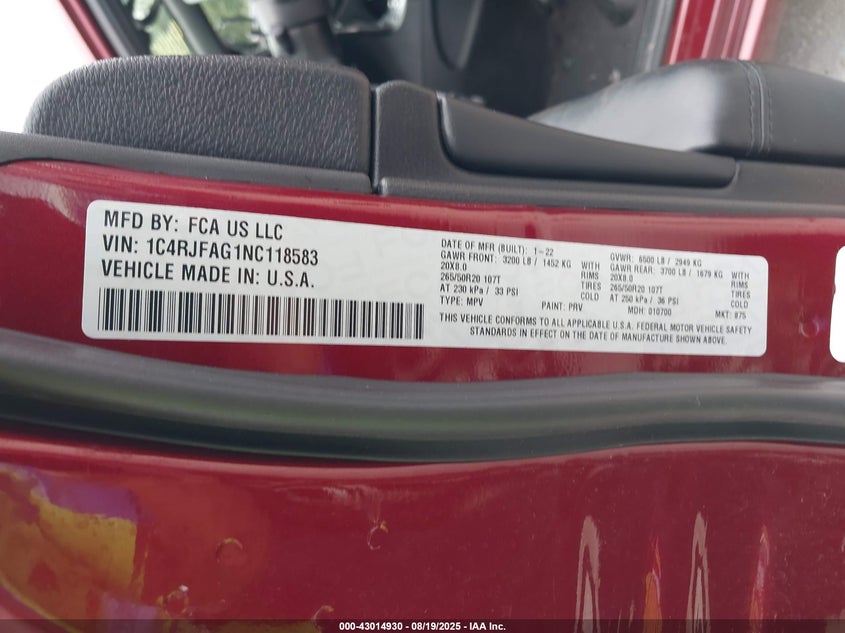 MFD BY: FCA US LLC
VIN: 1C4RJFAG1NC118583
VEHICLE MADE IN: U.S.A.
DATE OF MFR (BUILT): 1-22
GAWR FRONT: 3200 LB / 1452 KG WITH
20X8.0 RIMS
265/50R20 107T TIRES
AT 230 kPa / 33 PSI COLD
TYPE: MPV PAINT: PRV
GVWR: 6500 LB / 2949 KG
GAWR REAR: 3700 LB / 1679 KG WITH
20X8.0 RIMS
265/50R20 107T TIRES
AT 250 kPa / 36 PSI COLD
MDH: 010700 MKT: 875
THIS VEHICLE CONFORMS TO ALL APPLICABLE U.S.A. FEDERAL MOTOR VEHICLE SAFETY
STANDARDS IN EFFECT ON THE DATE OF MANUFACTURE SHOWN ABOVE.
000-43014930 - 08/19/2025 - IAA Inc.